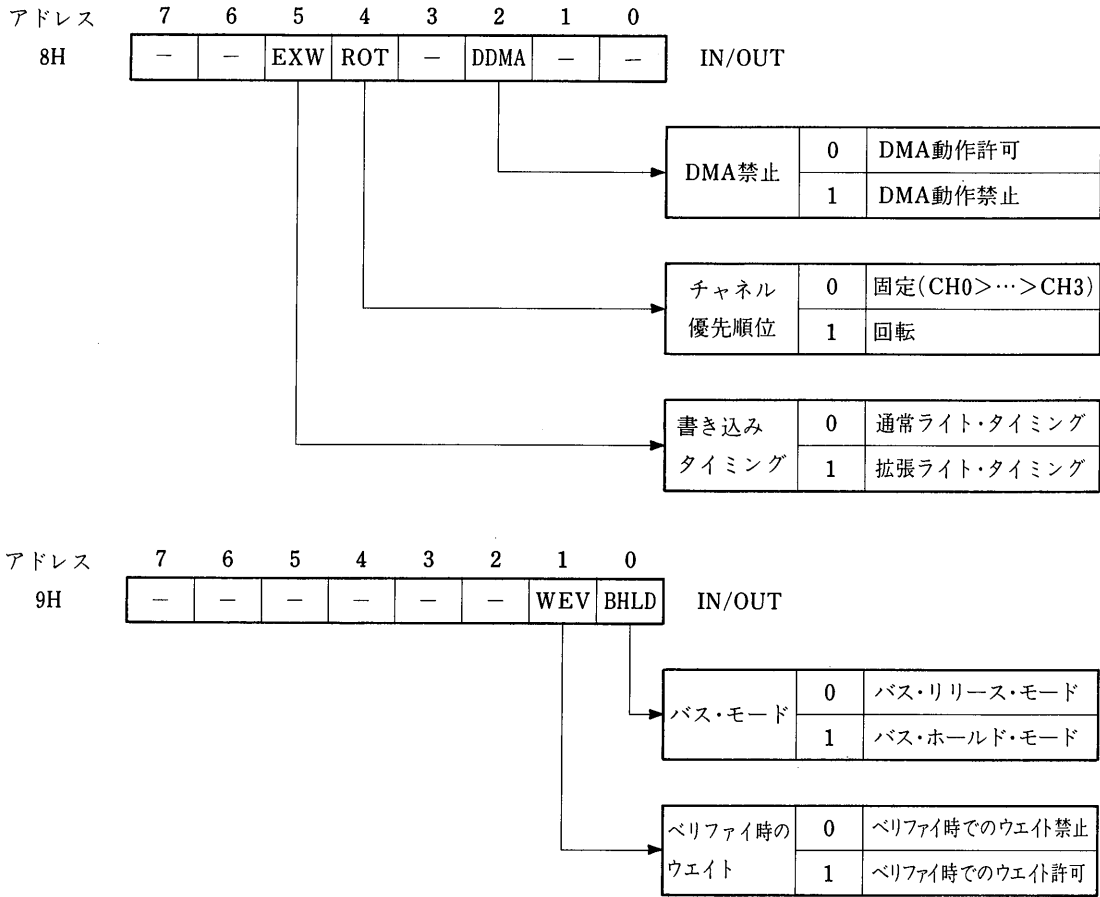 アドレス 7 6 5 4 3 2 1 0
8H － － EXW ROT － DDMA － － IN/OUT
DMA禁止 0 DMA動作許可
1 DMA動作禁止
チャネル優先順位 0 固定(CH0>…>CH3)
1 回転
書き込みタイミング 0 通常ライト・タイミング
1 拡張ライト・タイミング
アドレス 7 6 5 4 3 2 1 0
9H － － － － － － WEV BHLD IN/OUT
バス・モード 0 バス・リリース・モード
1 バス・ホールド・モード
ベリファイ時のウエイト 0 ベリファイ時でのウエイト禁止
1 ベリファイ時でのウエイト許可